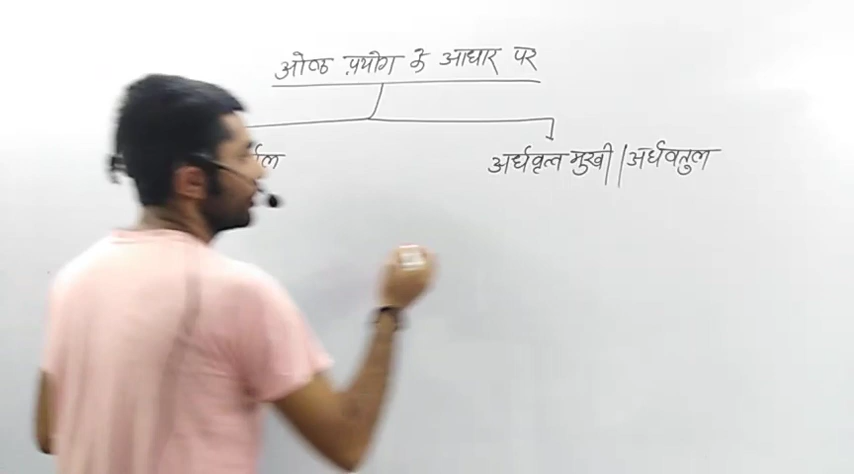 ओष्ठ प्रयोग के आधार पर
अर्धवृत्त मुखी / अर्धवतुल